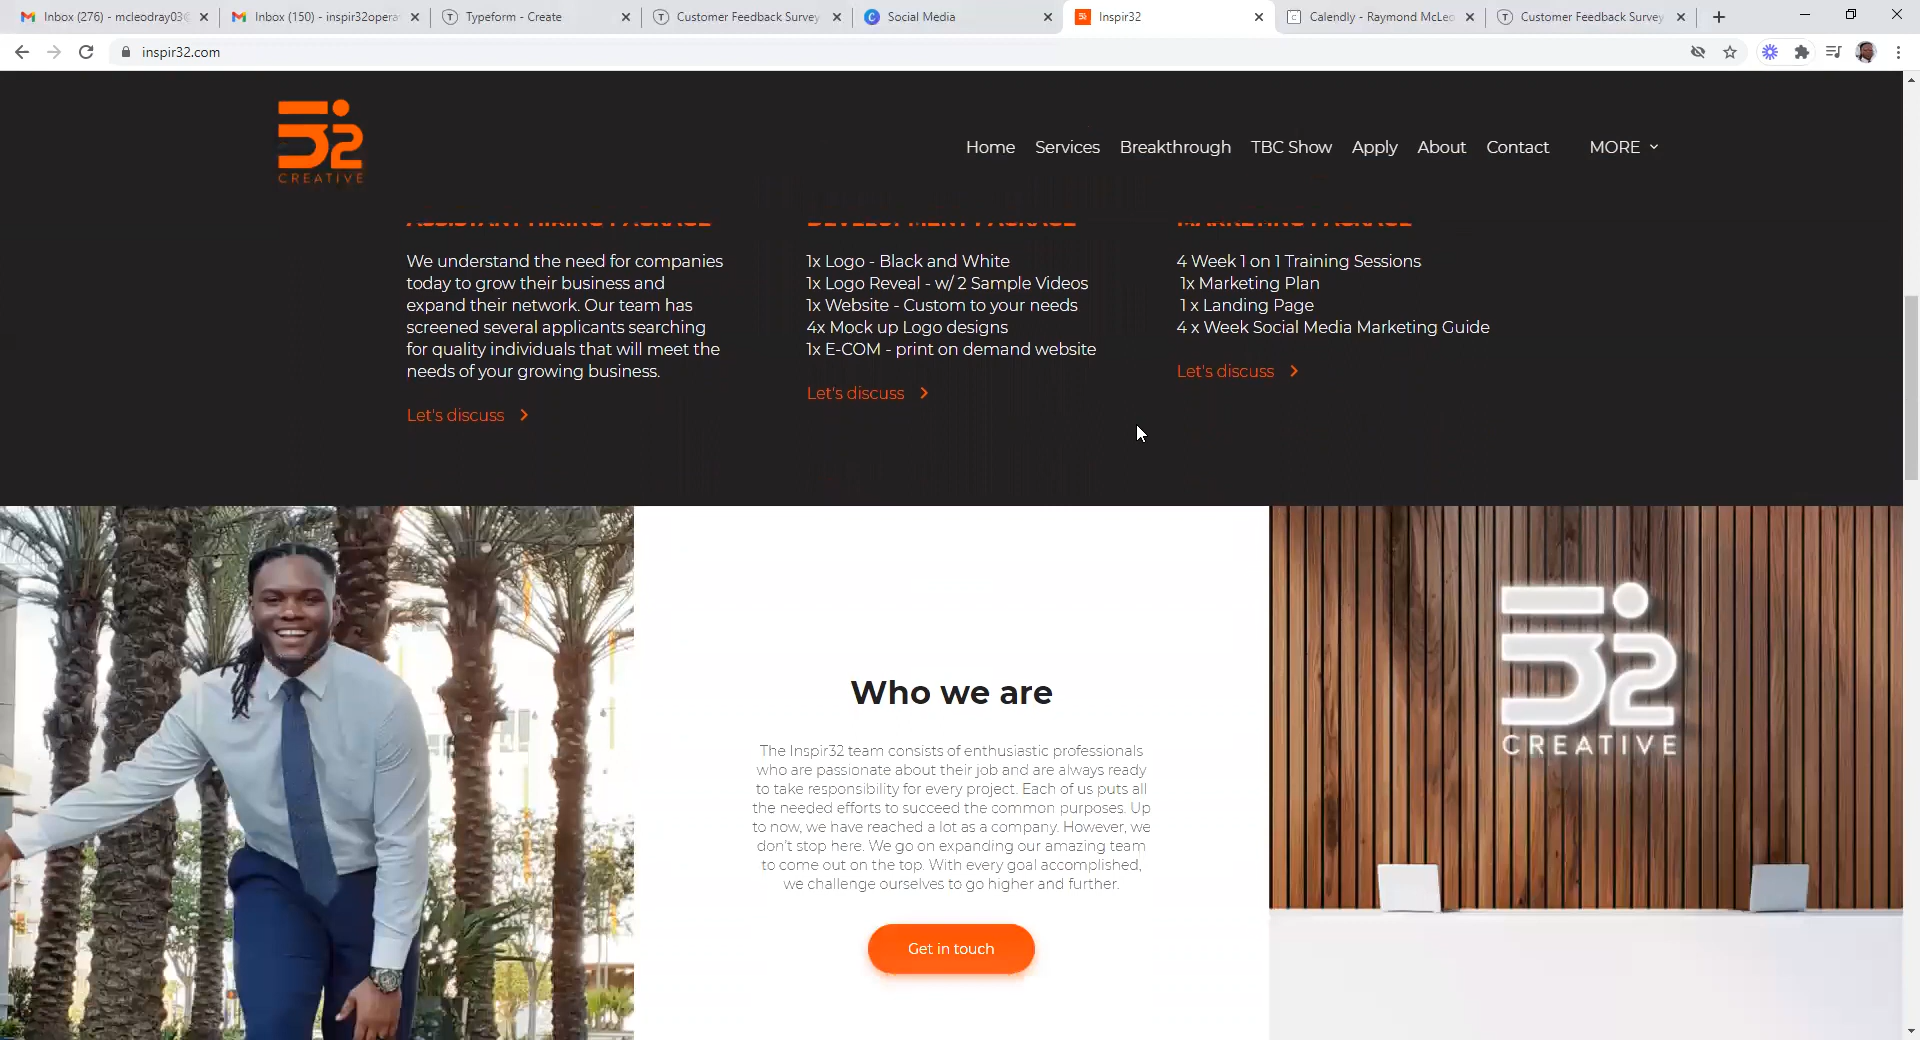 Inbox (276) - mcleodray03@
Inbox (150) - inspir32opera
Typeform - Create
Customer Feedback Survey
Social Media
Inspir32
Calendly - Raymond McLeo
Customer Feedback Survey
inspir32.com
32
CREATIVE
Home
Services
Breakthrough
TBC Show
Apply
About
Contact
MORE
ASSISTANT HIRING PACKAGE
We understand the need for companies
today to grow their business and
expand their network. Our team has
screened several applicants searching
for quality individuals that will meet the
needs of your growing business.
Let's discuss
DEVELOPMENT PACKAGE
1x Logo - Black and White
1x Logo Reveal - w/ 2 Sample Videos
1x Website - Custom to your needs
4x Mock up Logo designs
1x E-COM - print on demand website
Let's discuss
MARKETING PACKAGE
4 Week 1 on 1 Training Sessions
1x Marketing Plan
1 x Landing Page
4 x Week Social Media Marketing Guide
Let's discuss
Who we are
The Inspir32 team consists of enthusiastic professionals
who are passionate about their job and are always ready
to take responsibility for every project. Each of us puts all
the needed efforts to succeed the common purposes. Up
to now, we have reached a lot as a company. However, we
don't stop here. We go on expanding our amazing team
to come out on the top. With every goal accomplished,
we challenge ourselves to go higher and further.
Get in touch
32
CREATIVE